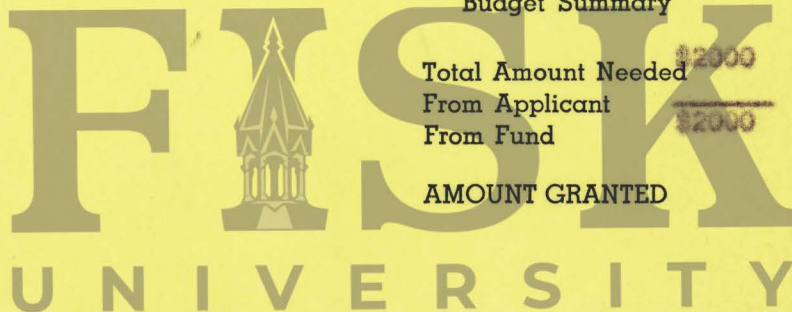 Budget Summary
Total Amount Needed $2000
From Applicant
From Fund $2000
AMOUNT GRANTED
FISK
UNIVERSITY